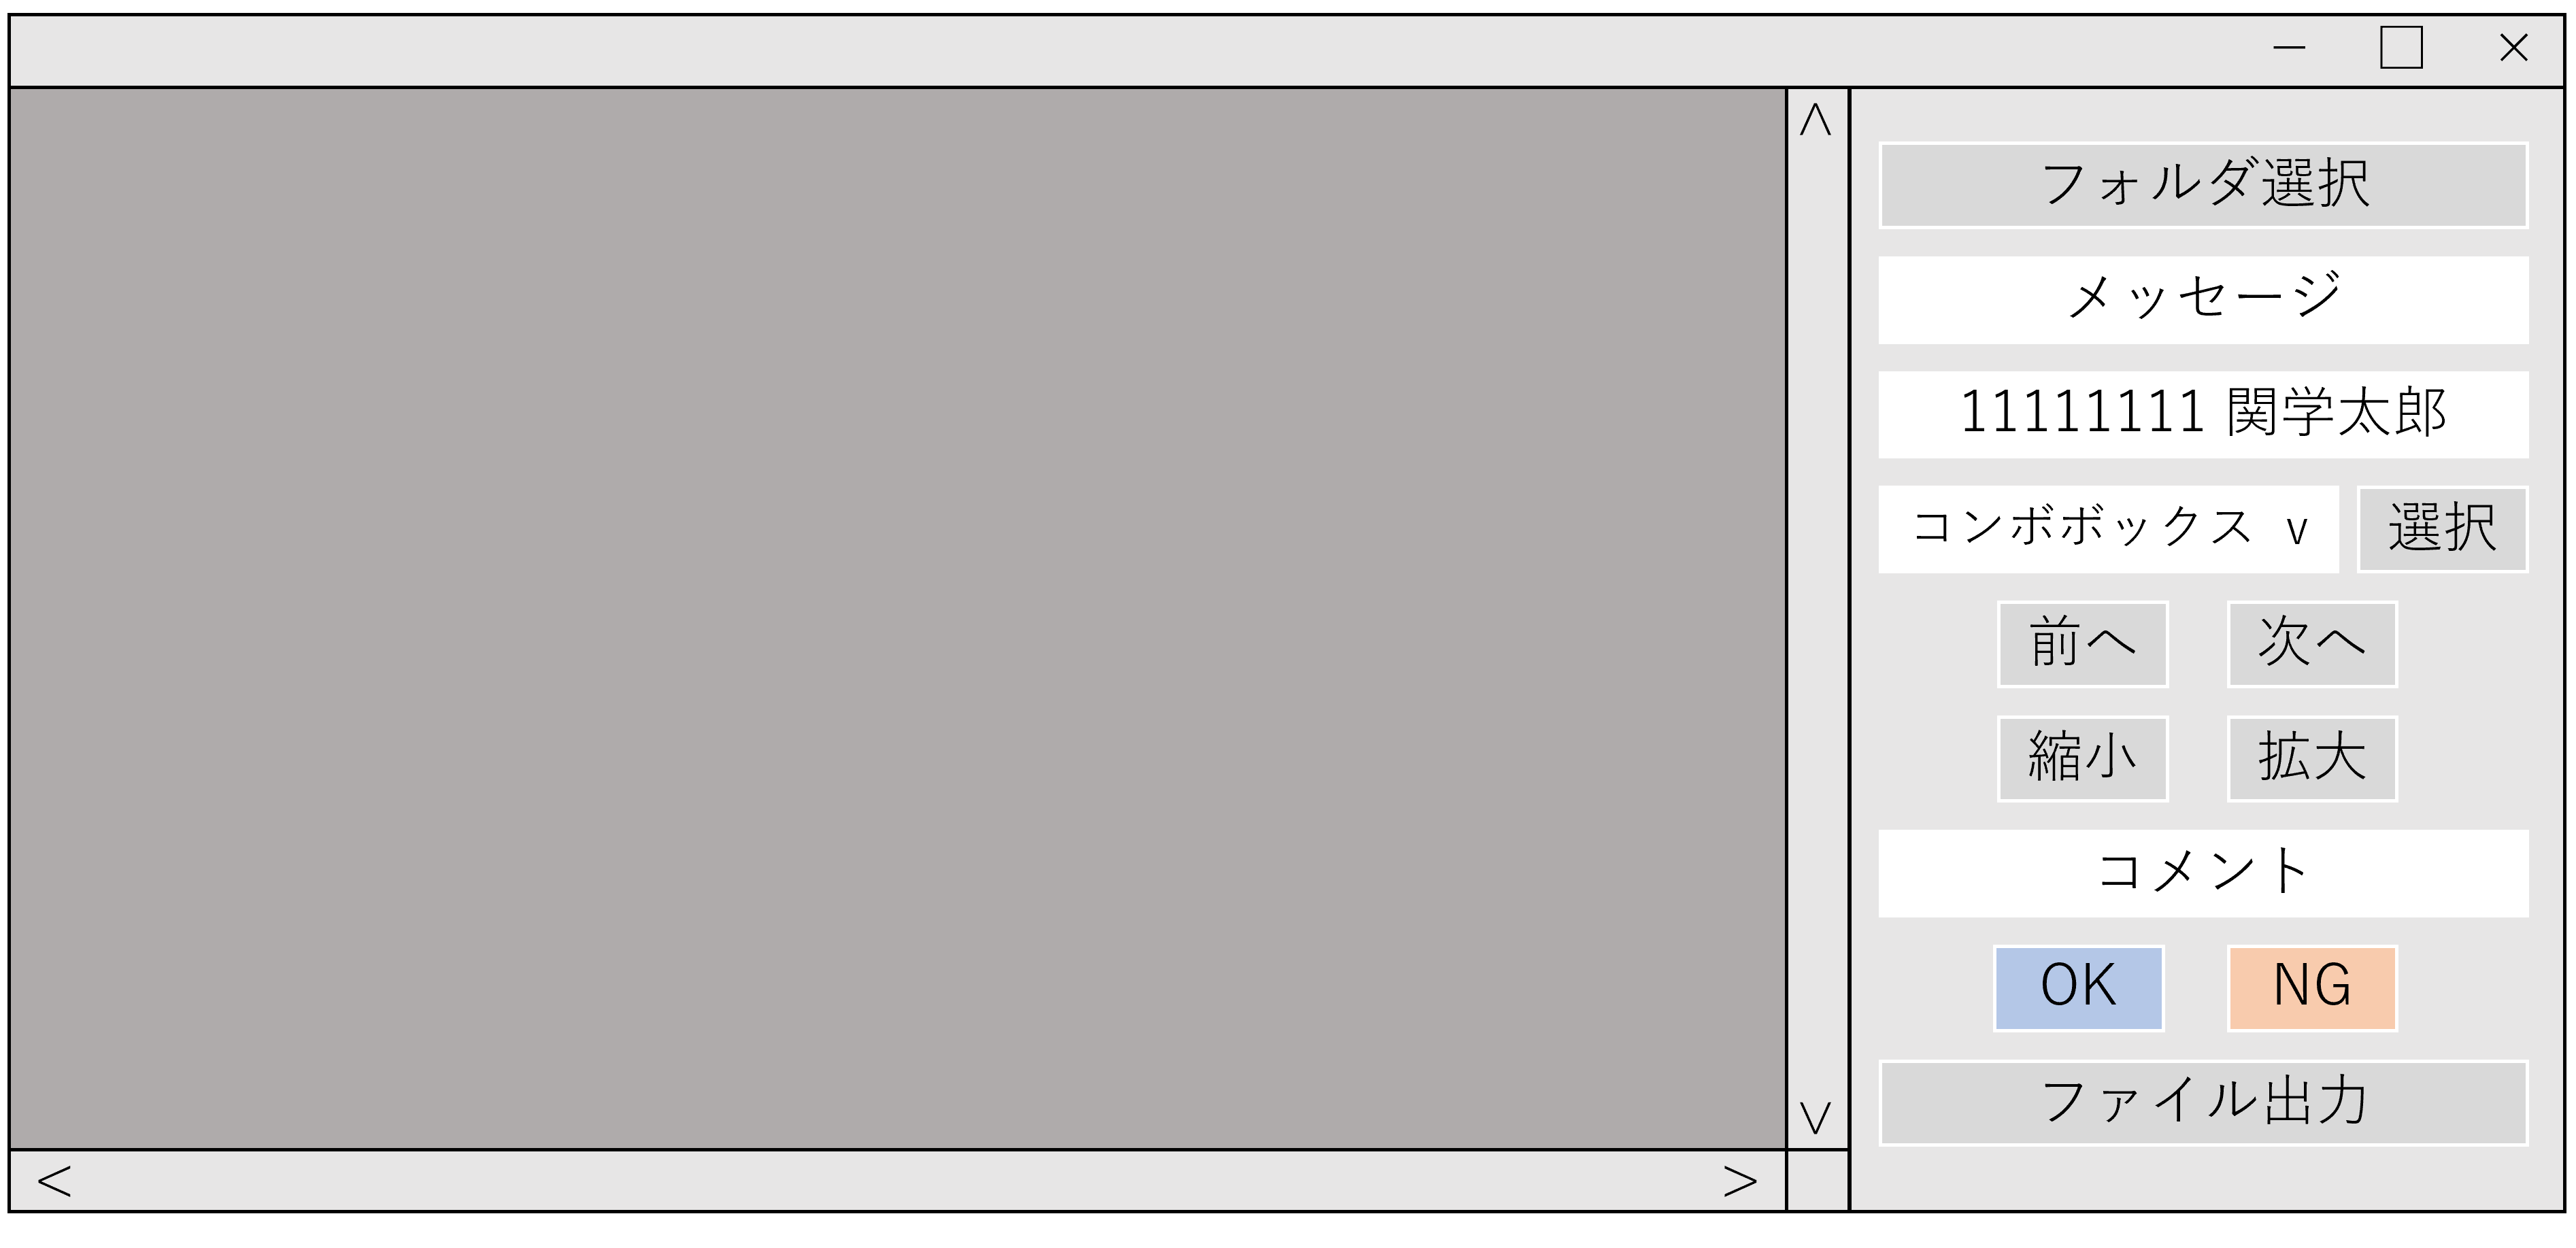 フォルダ選択
メッセージ
11111111 関学太郎
コンボボックス v 選択
前へ 次へ
縮小 拡大
コメント
OK NG
ファイル出力